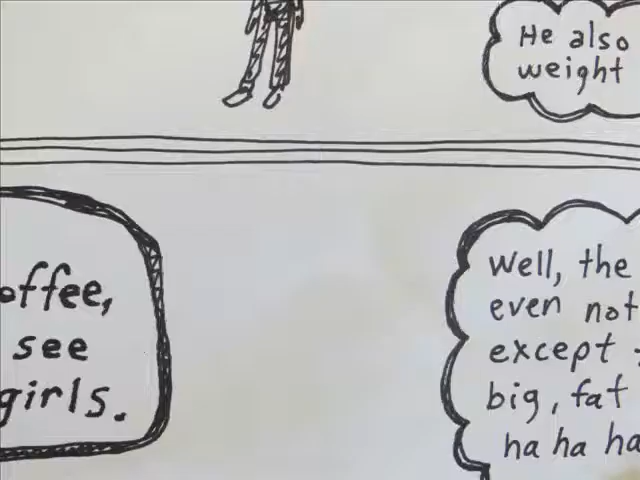 He also
weight
offee,
see
girls.
Well, the
even not
except
big, fat
ha ha ha